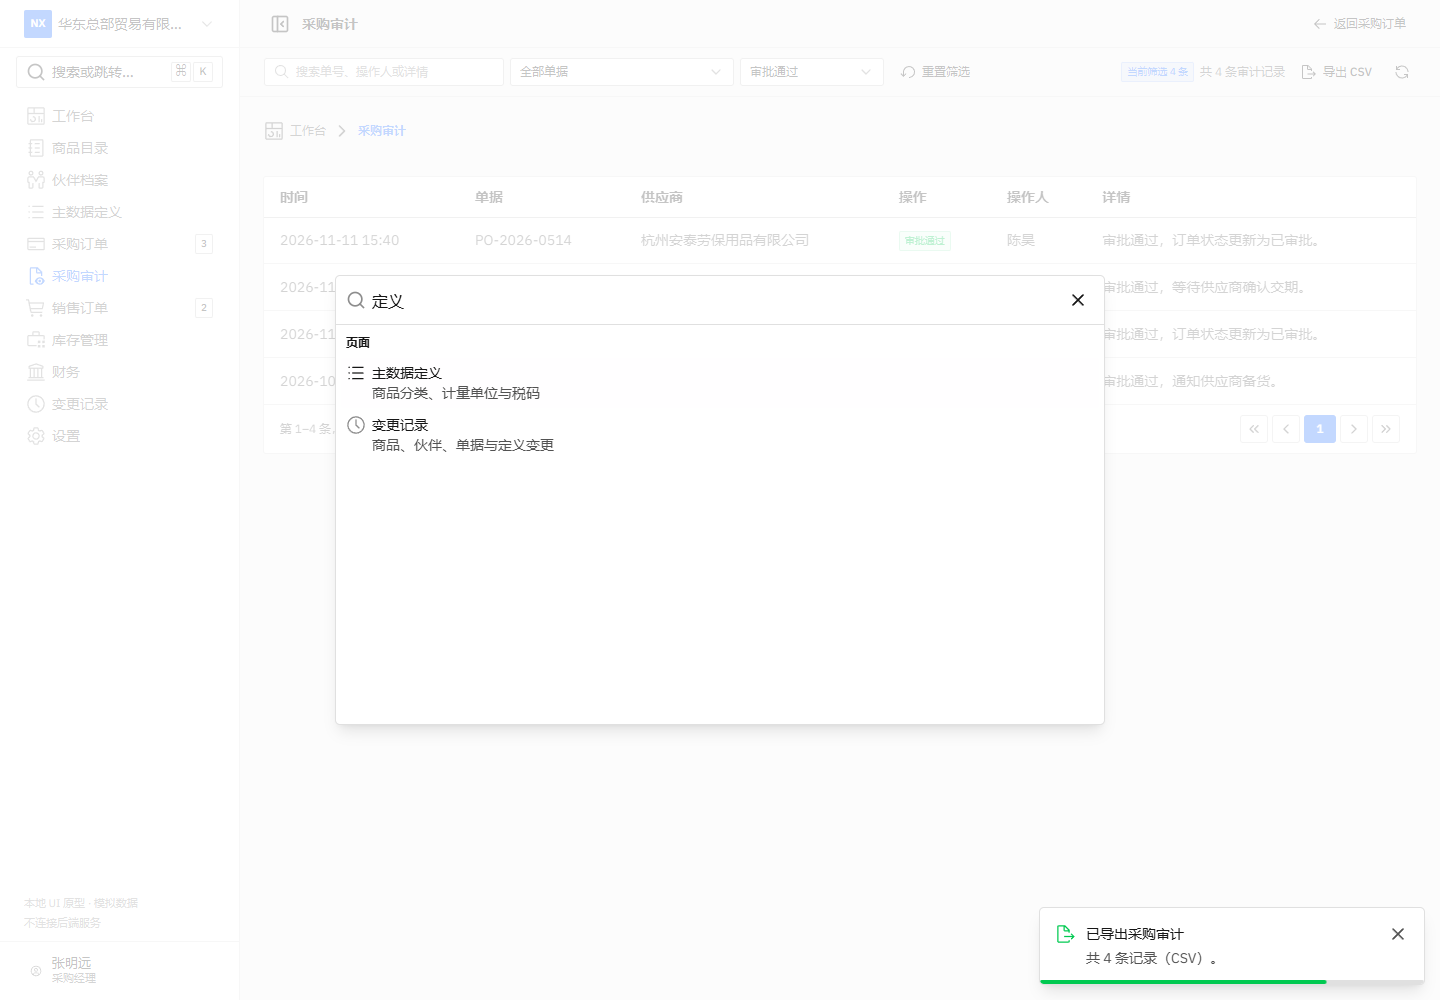 NX 华东总部贸易有限...
搜索或跳转... ⌘ K
工作台
商品目录
伙伴档案
主数据定义
采购订单 3
采购审计
销售订单 2
库存管理
财务
变更记录
设置
本地 UI 原型 · 模拟数据
不连接后端服务
张明远
采购经理
采购审计
返回采购订单
搜索单号、操作人或详情
全部单据
审批通过
重置筛选
当前筛选 4 条
共 4 条审计记录
导出 CSV
工作台 采购审计
时间 单据 供应商 操作 操作人 详情
2026-11-11 15:40 PO-2026-0514 杭州安泰劳保用品有限公司 审批通过 陈昊 审批通过，订单状态更新为已审批。
2026-11 审批通过，等待供应商确认交期。
2026-11 审批通过，订单状态更新为已审批。
2026-10 审批通过，通知供应商备货。
第 1–4 条, 1
定义
页面
主数据定义
商品分类、计量单位与税码
变更记录
商品、伙伴、单据与定义变更
已导出采购审计
共 4 条记录（CSV）。